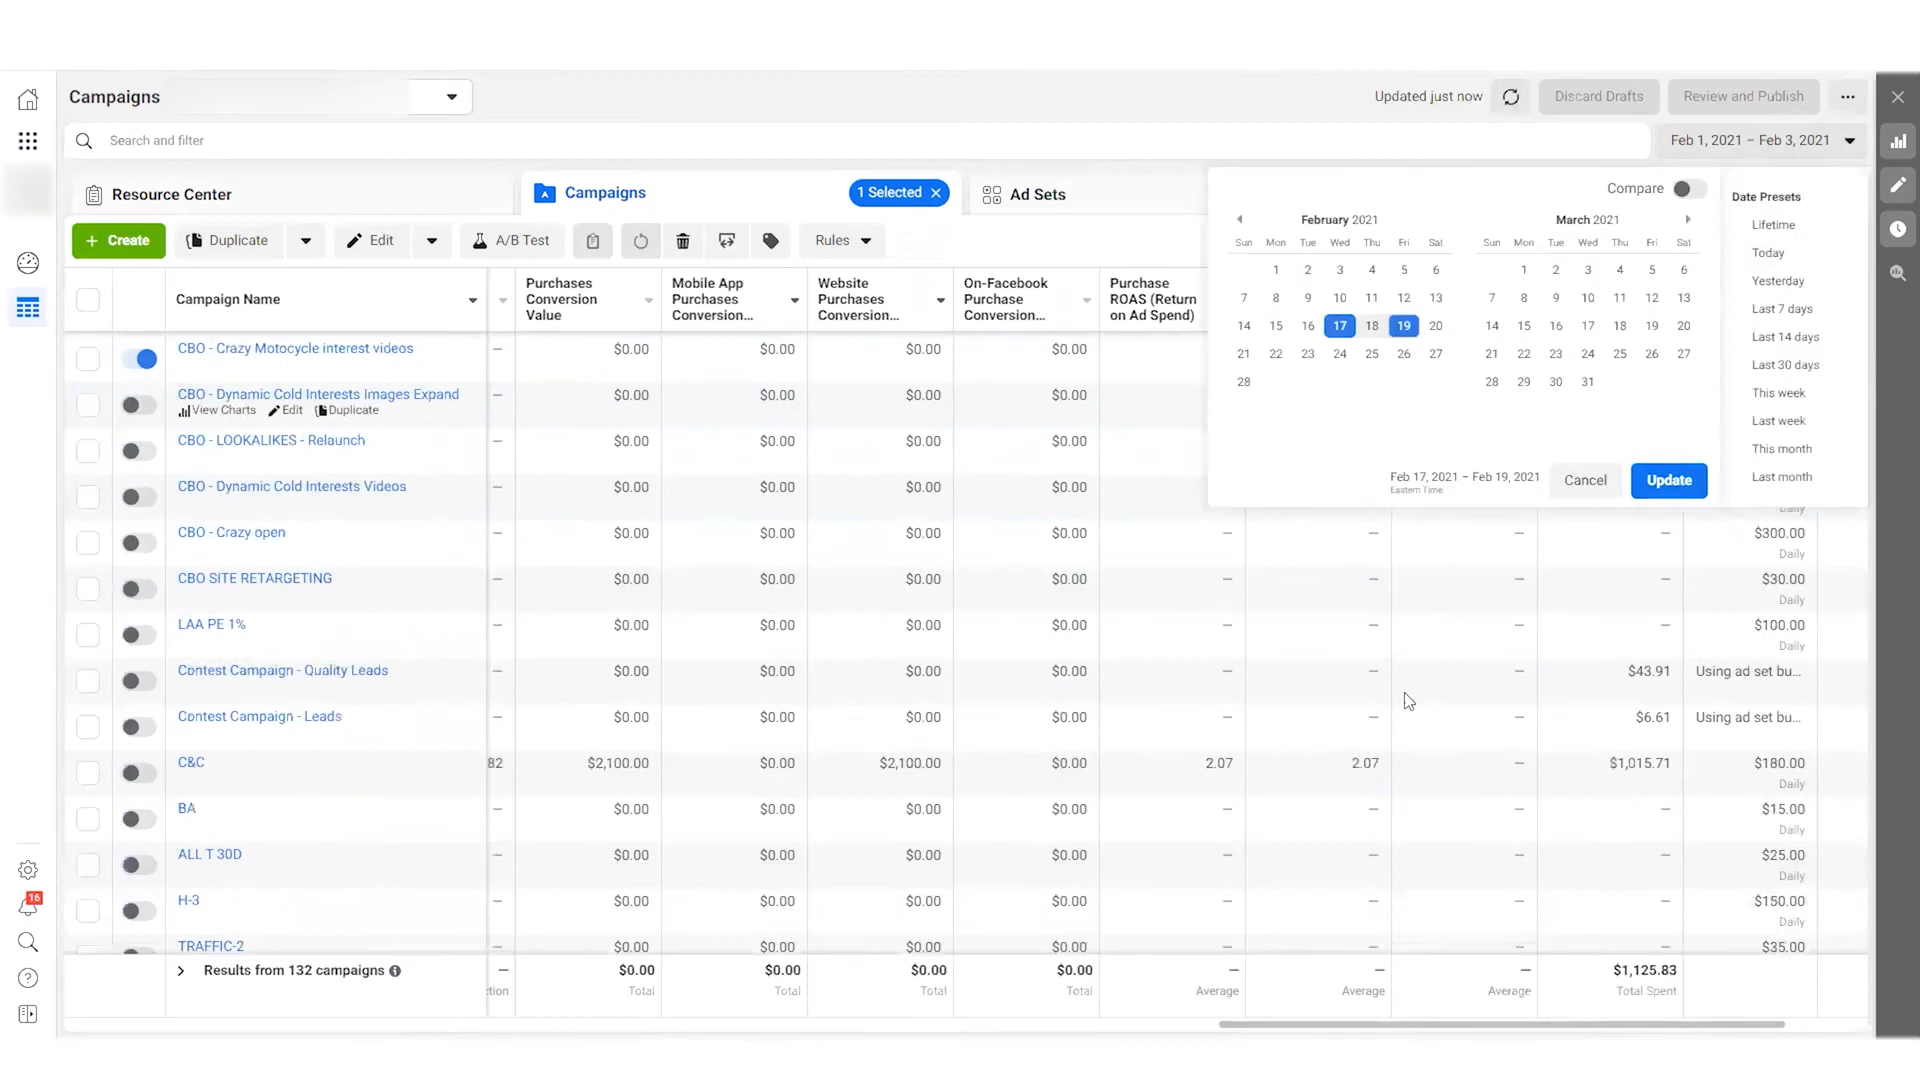 Campaigns
Updated just now
Discard Drafts
Review and Publish
Search and filter
Feb 1, 2021 – Feb 3, 2021
Resource Center
Campaigns
1 Selected
Ad Sets
+ Create
Duplicate
Edit
A/B Test
Rules
Compare
February 2021
March 2021
Sun Mon Tue Wed Thu Fri Sat
Sun Mon Tue Wed Thu Fri Sat
1 2 3 4 5 6
1 2 3 4 5 6
7 8 9 10 11 12 13
7 8 9 10 11 12 13
14 15 16 17 18 19 20
14 15 16 17 18 19 20
21 22 23 24 25 26 27
21 22 23 24 25 26 27
28
28 29 30 31
Feb 17, 2021 – Feb 19, 2021
Eastern Time
Cancel
Update
Date Presets
Lifetime
Today
Yesterday
Last 7 days
Last 14 days
Last 30 days
This week
Last week
This month
Last month
Campaign Name
Purchases
Conversion
Value
Mobile App
Purchases
Conversion...
Website
Purchases
Conversion...
On-Facebook
Purchase
Conversion...
Purchase
ROAS (Return
on Ad Spend)
CBO - Crazy Motocycle interest videos — $0.00 $0.00 $0.00 $0.00
CBO - Dynamic Cold Interests Images Expand — $0.00 $0.00 $0.00 $0.00
View Charts Edit Duplicate
CBO - LOOKALIKES - Relaunch — $0.00 $0.00 $0.00 $0.00
CBO - Dynamic Cold Interests Videos — $0.00 $0.00 $0.00 $0.00
Daily
CBO - Crazy open — $0.00 $0.00 $0.00 $0.00 — — — — $300.00
Daily
CBO SITE RETARGETING — $0.00 $0.00 $0.00 $0.00 — — — — $30.00
Daily
LAA PE 1% — $0.00 $0.00 $0.00 $0.00 — — — — $100.00
Daily
Contest Campaign - Quality Leads — $0.00 $0.00 $0.00 $0.00 — — — $43.91 Using ad set bu...
Contest Campaign - Leads — $0.00 $0.00 $0.00 $0.00 — — — $6.61 Using ad set bu...
C&C 82 $2,100.00 $0.00 $2,100.00 $0.00 2.07 2.07 — $1,015.71 $180.00
Daily
BA — $0.00 $0.00 $0.00 $0.00 — — — — $15.00
Daily
ALL T 30D — $0.00 $0.00 $0.00 $0.00 — — — — $25.00
Daily
H-3 — $0.00 $0.00 $0.00 $0.00 — — — — $150.00
Daily
TRAFFIC-2 — $0.00 $0.00 $0.00 $0.00 — — — — $35.00
Results from 132 campaigns — $0.00 $0.00 $0.00 $0.00 — — — $1,125.83
ction Total Total Total Total Average Average Average Total Spent
16